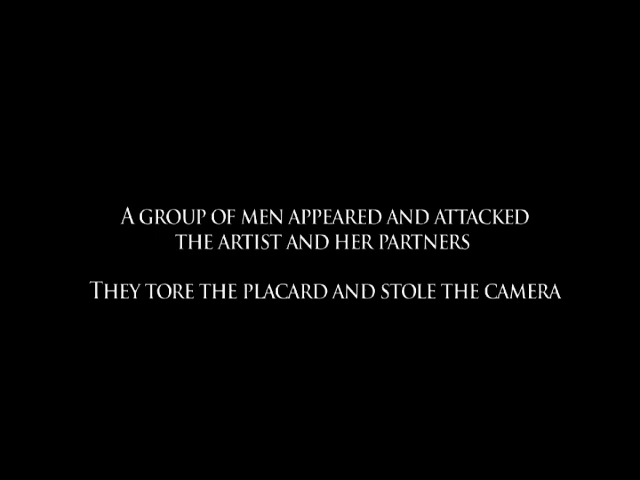 A GROUP OF MEN APPEARED AND ATTACKED
THE ARTIST AND HER PARTNERS
THEY TORE THE PLACARD AND STOLE THE CAMERA